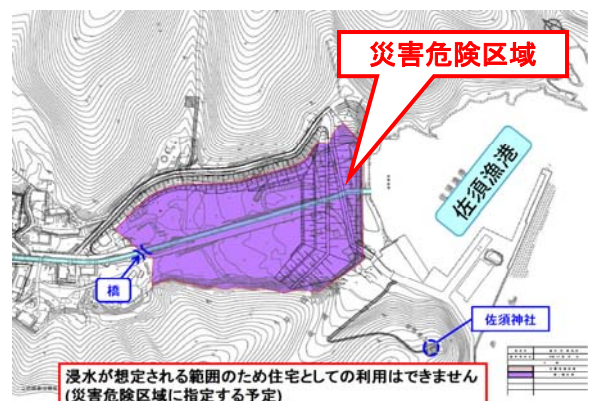 災害危険区域
佐須漁港
橋
佐須神社
浸水が想定される範囲のため住宅としての利用はできません
(災害危険区域に指定する予定)